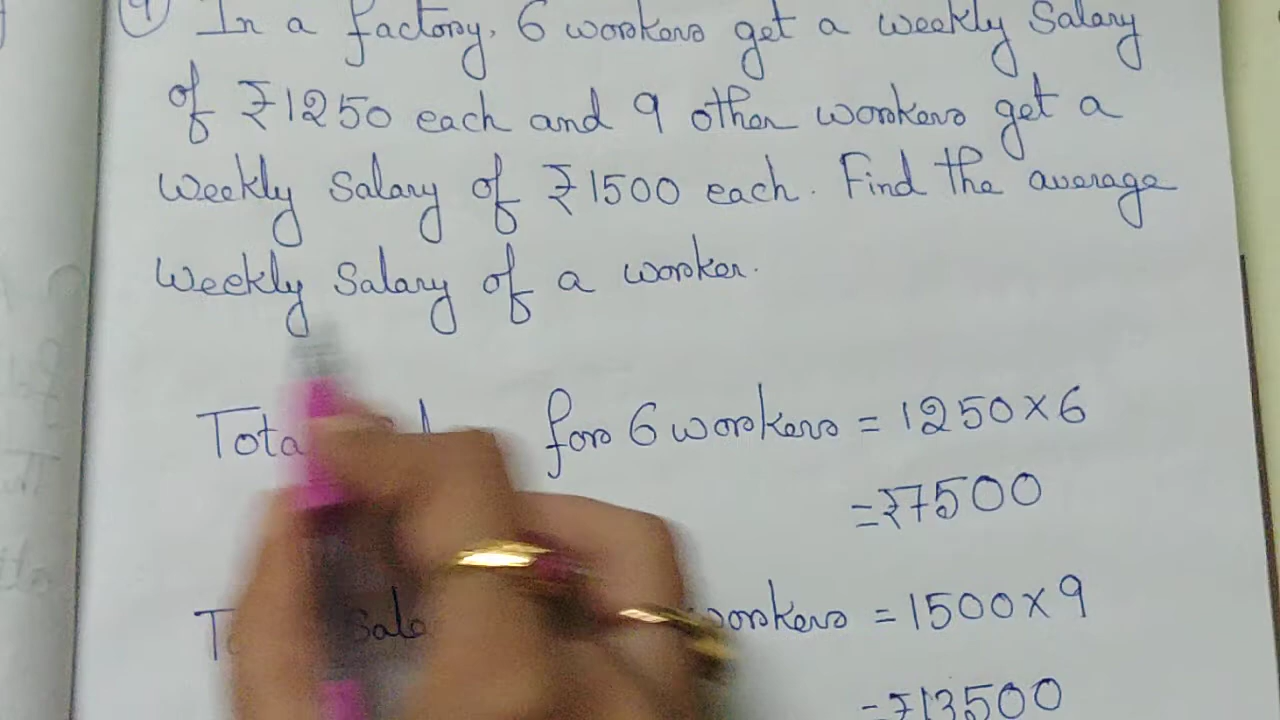 9) In a factory, 6 workers get a weekly Salary
of ₹1250 each and 9 other workers get a
weekly Salary of ₹1500 each. Find the average
weekly Salary of a worker.
for 6 workers = 1250×6
=₹7500
workers = 1500×9
=₹13500